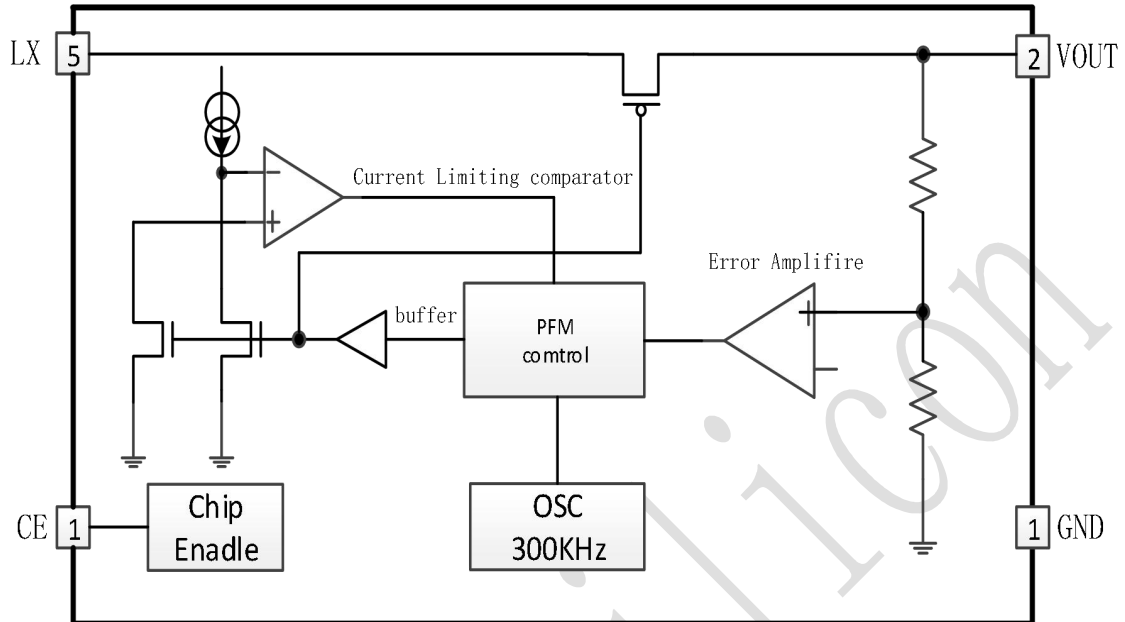 LX
5
2
VOUT
Current Limiting comparator
Error Amplifire
buffer
PFM
comtrol
CE
1
Chip
Enadle
OSC
300KHz
1
GND